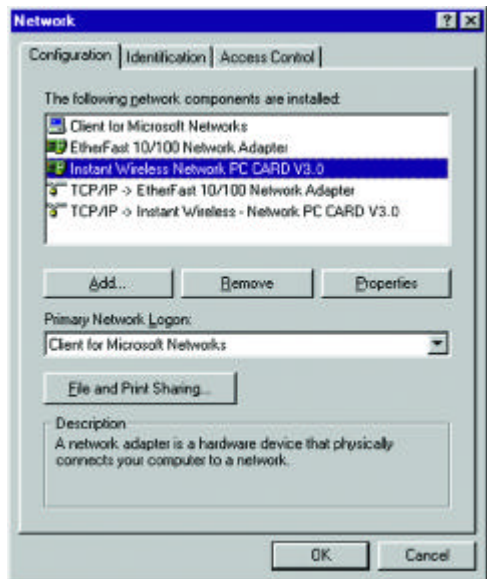 Network
Configuration Identification Access Control
The following network components are installed:
Client for Microsoft Networks
EtherFast 10/100 Network Adapter
Instant Wireless Network PC CARD V3.0
TCP/IP -> EtherFast 10/100 Network Adapter
TCP/IP -> Instant Wireless - Network PC CARD V3.0
Add... Remove Properties
Primary Network Logon:
Client for Microsoft Networks
File and Print Sharing...
Description
A network adapter is a hardware device that physically
connects your computer to a network.
OK Cancel